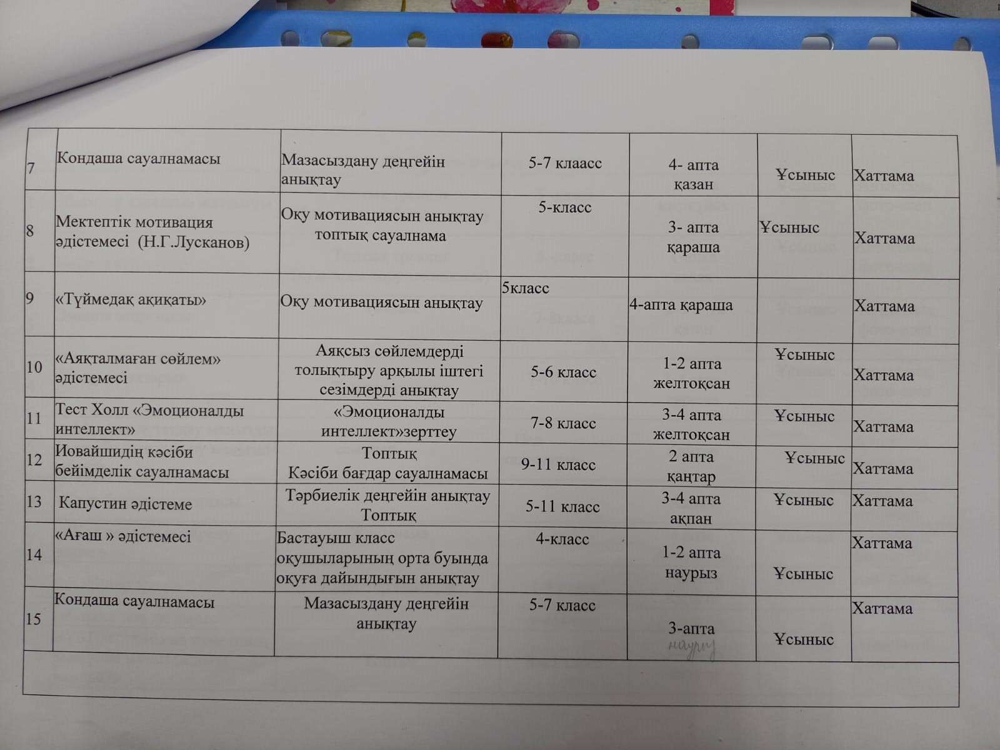 7
Кондаша сауалнамасы
Мазасыздану деңгейін
анықтау
5-7 клаасс
4- апта
қазан
Ұсыныс
Хаттама
8
Мектептік мотивация
әдістемесі (Н.Г.Лусканов)
Оқу мотивациясын анықтау
топтық сауалнама
5-класс
3- апта
қараша
Ұсыныс
Хаттама
9
«Түймедақ ақиқаты»
Оқу мотивациясын анықтау
5класс
4-апта қараша
Хаттама
10
«Аяқталмаған сөйлем»
әдістемесі
Аяқсыз сөйлемдерді
толықтыру арқылы іштегі
сезімдерді анықтау
5-6 класс
1-2 апта
желтоқсан
Ұсыныс
Хаттама
11
Тест Холл «Эмоционалды
интеллект»
«Эмоционалды
интеллект»зерттеу
7-8 класс
3-4 апта
желтоқсан
Ұсыныс
Хаттама
12
Иовайшидің кәсіби
бейімделік сауалнамасы
Топтық
Кәсіби бағдар сауалнамасы
9-11 класс
2 апта
қаңтар
Ұсыныс
Хаттама
13
Капустин әдістеме
Тәрбиелік деңгейін анықтау
Топтық
5-11 класс
3-4 апта
ақпан
Ұсыныс
Хаттама
14
«Ағаш » әдістемесі
Бастауыш класс
оқушыларының орта буында
оқуға дайындығын анықтау
4-класс
1-2 апта
наурыз
Ұсыныс
Хаттама
15
Кондаша сауалнамасы
Мазасыздану деңгейін
анықтау
5-7 класс
3-апта
наурыз
Ұсыныс
Хаттама